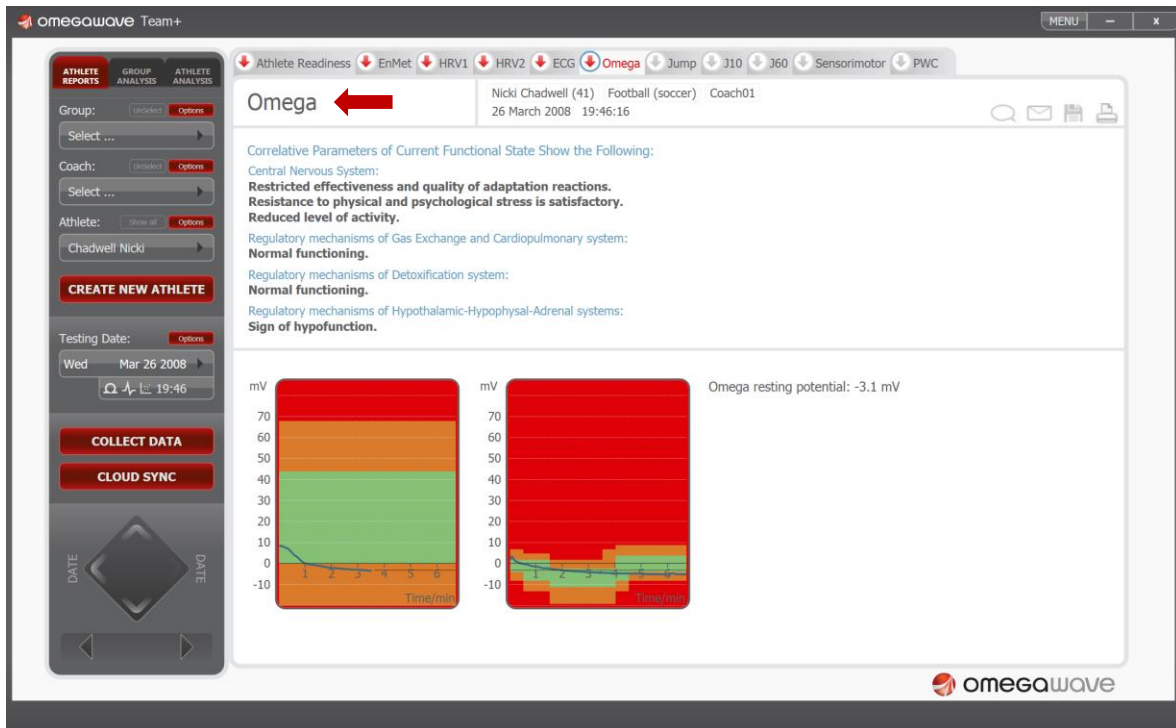 omegawave Team+
MENU – x
ATHLETE REPORTS GROUP ANALYSIS ATHLETE ANALYSIS
Group: UnSelect Options
Select ...
Coach: UnSelect Options
Select ...
Athlete: Show all Options
Chadwell Nicki
CREATE NEW ATHLETE
Testing Date: Options
Wed Mar 26 2008
19:46
COLLECT DATA
CLOUD SYNC
DATE DATE
Athlete Readiness EnMet HRV1 HRV2 ECG Omega Jump J10 J60 Sensorimotor PWC
Omega
Nicki Chadwell (41) Football (soccer) Coach01
26 March 2008 19:46:16
Correlative Parameters of Current Functional State Show the Following:
Central Nervous System:
Restricted effectiveness and quality of adaptation reactions.
Resistance to physical and psychological stress is satisfactory.
Reduced level of activity.
Regulatory mechanisms of Gas Exchange and Cardiopulmonary system:
Normal functioning.
Regulatory mechanisms of Detoxification system:
Normal functioning.
Regulatory mechanisms of Hypothalamic-Hypophysal-Adrenal systems:
Sign of hypofunction.
mV
70
60
50
40
30
20
10
0
-10
1 2 3 4 5 6
Time/min
mV
70
60
50
40
30
20
10
0
-10
1 2 3 4 5 6
Time/min
Omega resting potential: -3.1 mV
omegawave